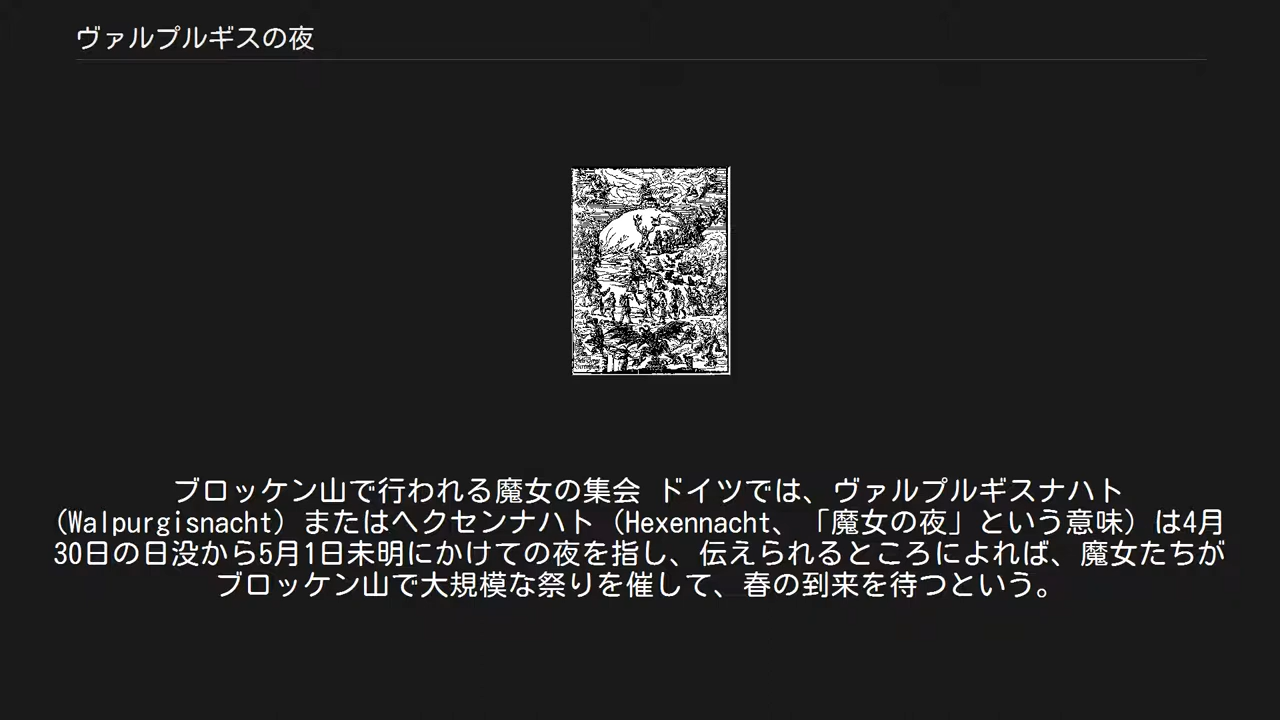 ヴァルプルギスの夜
ブロッケン山で行われる魔女の集会 ドイツでは、ヴァルプルギスナハト
(Walpurgisnacht) またはヘクセンナハト (Hexennacht、「魔女の夜」という意味) は4月
30日の日没から5月1日未明にかけての夜を指し、伝えられるところによれば、魔女たちが
ブロッケン山で大規模な祭りを催して、春の到来を待つという。